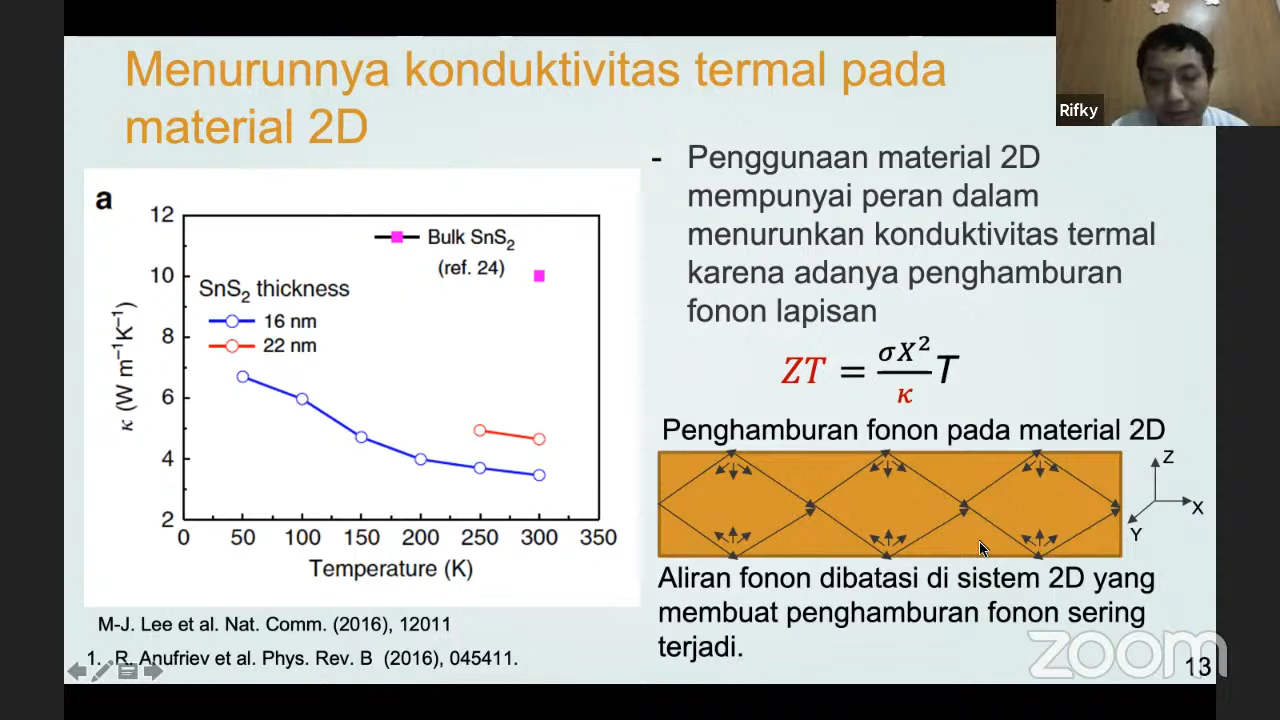 Menurunnya konduktivitas termal pada
material 2D
Rifky
- Penggunaan material 2D
mempunyai peran dalam
menurunkan konduktivitas termal
karena adanya penghamburan
fonon lapisan
ZT = σX²/κ T
a
12
10
8
6
4
2
κ (W m⁻¹K⁻¹)
Bulk SnS₂
(ref. 24)
SnS₂ thickness
16 nm
22 nm
0 50 100 150 200 250 300 350
Temperature (K)
Penghamburan fonon pada material 2D
Z
X
Y
Aliran fonon dibatasi di sistem 2D yang
membuat penghamburan fonon sering
terjadi.
M-J. Lee et al. Nat. Comm. (2016), 12011
1. R. Anufriev et al. Phys. Rev. B (2016), 045411.
zoom
13